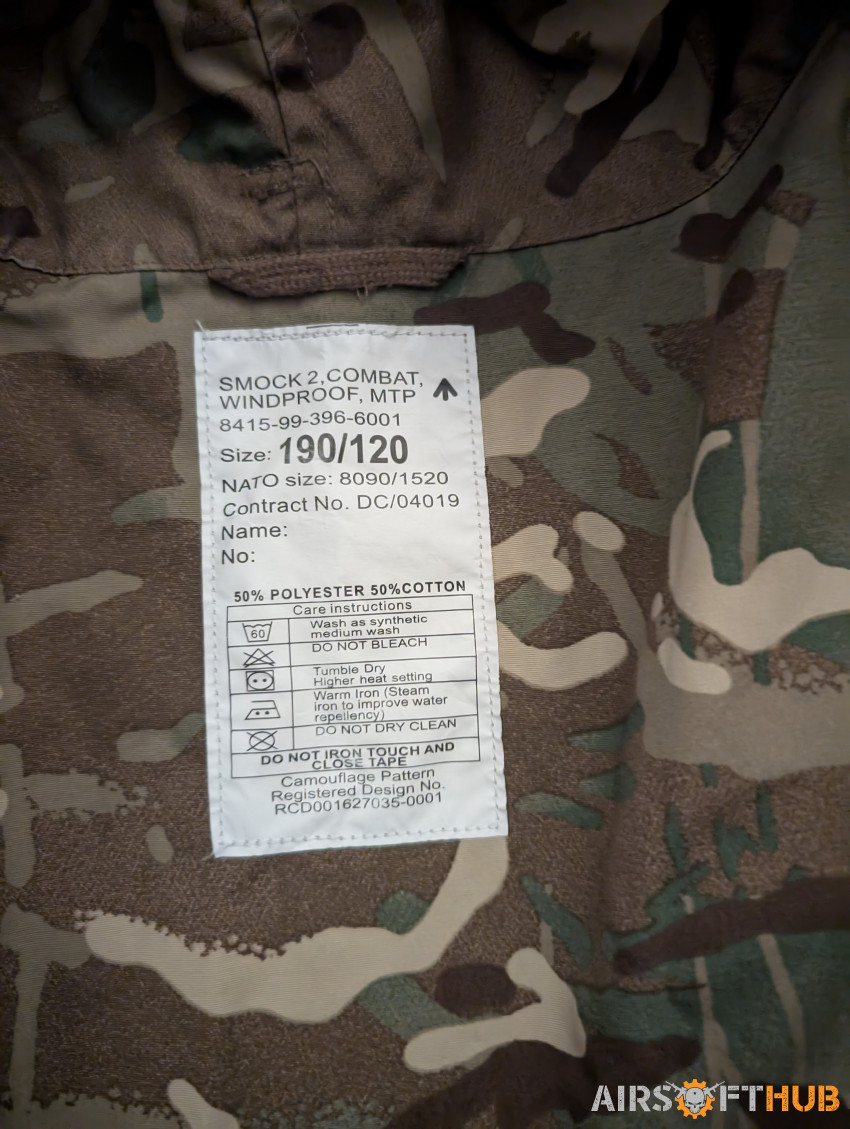 SMOCK 2, COMBAT,
WINDPROOF, MTP
8415-99-396-6001
Size: 190/120
NATO size: 8090/1520
Contract No. DC/04019
Name:
No:
50% POLYESTER 50%COTTON
Care instructions
60
Wash as synthetic
medium wash
DO NOT BLEACH
Tumble Dry
Higher heat setting
Warm Iron (Steam
iron to improve water
repellency)
DO NOT DRY CLEAN
DO NOT IRON TOUCH AND
CLOSE TAPE
Camouflage Pattern
Registered Design No.
RCD001627035-0001
AIRSOFTHUB